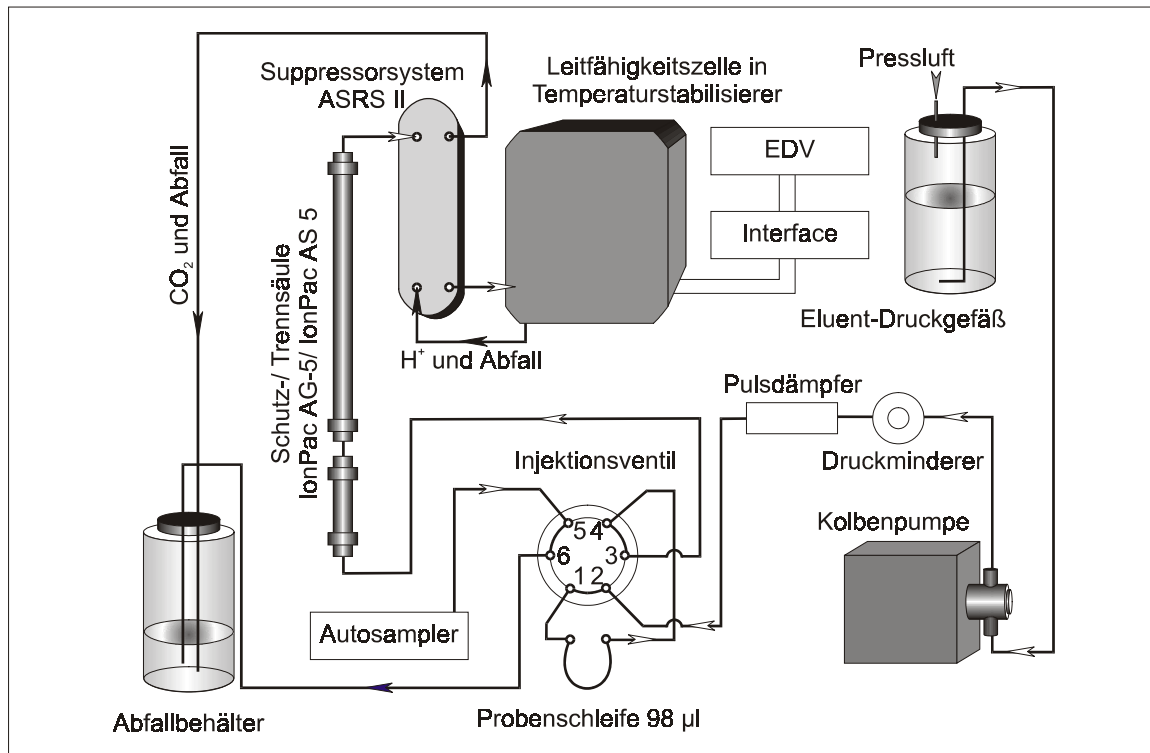 Suppressorsystem
ASRS II
Leitfähigkeitszelle in
Temperaturstabilisierer
Pressluft
EDV
Interface
CO₂ und Abfall
Schutz-/ Trennsäule
IonPac AG-5/ IonPac AS 5
H⁺ und Abfall
Eluent-Druckgefäß
Pulsdämpfer
Druckminderer
Injektionsventil
Kolbenpumpe
5 4
6 3
1 2
Autosampler
Abfallbehälter
Probenschleife 98 µl